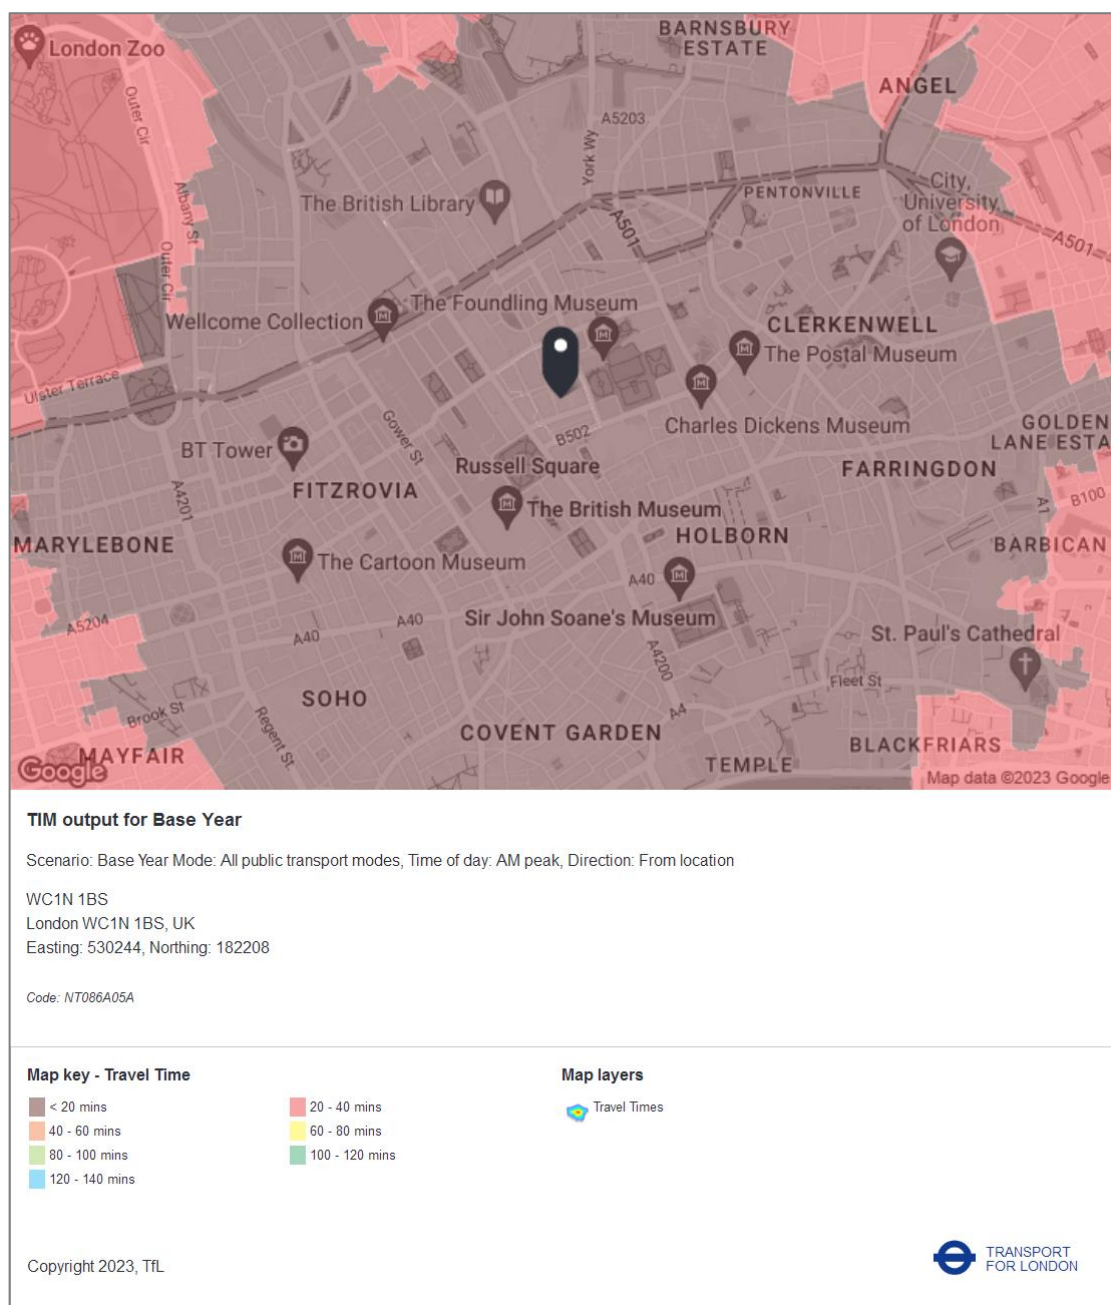 BARNSBURY
ESTATE
London Zoo
ANGEL
Outer Cir
A5203
York Wy
The British Library
PENTONVILLE
City,
University
of London
Albany St
A501
A501
Outer Cir
The Foundling Museum
Wellcome Collection
CLERKENWELL
The Postal Museum
Ulster Terrace
Gower St
Charles Dickens Museum
GOLDEN
LANE ESTA
B502
BT Tower
Russell Square
FARRINGDON
A4201
FITZROVIA
A1
B100
The British Museum
HOLBORN
MARYLEBONE
BARBICAN
The Cartoon Museum
A40
A5204
A40
A40
Sir John Soane's Museum
St. Paul's Cathedral
A4200
Fleet St
SOHO
Brook St
Regent St.
A4
COVENT GARDEN
BLACKFRIARS
MAYFAIR
TEMPLE
Google
Map data ©2023 Google
TIM output for Base Year
Scenario: Base Year Mode: All public transport modes, Time of day: AM peak, Direction: From location
WC1N 1BS
London WC1N 1BS, UK
Easting: 530244, Northing: 182208
Code: NT086A05A
Map key - Travel Time
< 20 mins
20 - 40 mins
40 - 60 mins
60 - 80 mins
80 - 100 mins
100 - 120 mins
120 - 140 mins
Map layers
Travel Times
Copyright 2023, TfL
TRANSPORT
FOR LONDON